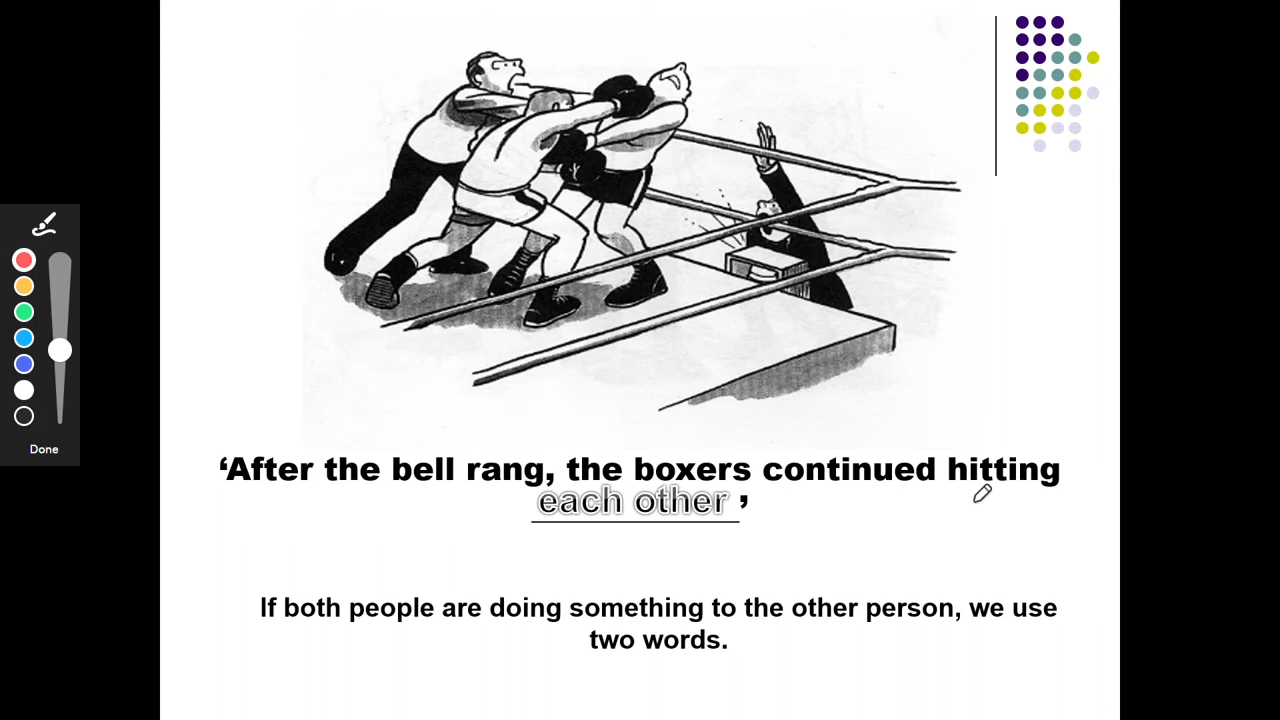 Done
‘After the bell rang, the boxers continued hitting
each other ’
If both people are doing something to the other person, we use
two words.